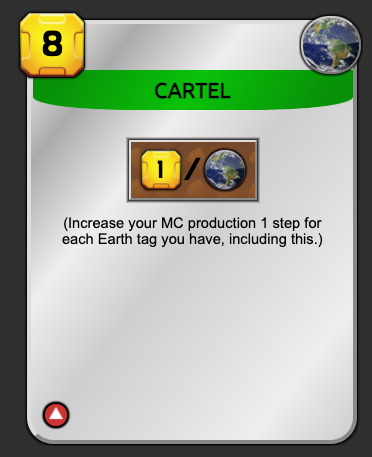 8
CARTEL
1 /
(Increase your MC production 1 step for
each Earth tag you have, including this.)